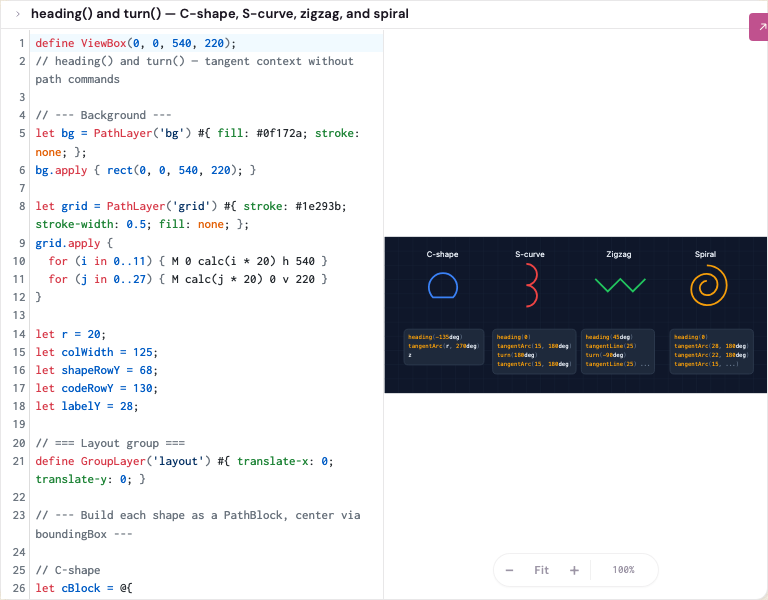 heading() and turn() — C-shape, S-curve, zigzag, and spiral
1 define ViewBox(0, 0, 540, 220);
2 // heading() and turn() — tangent context without
path commands
3
4 // --- Background ---
5 let bg = PathLayer('bg') #{ fill: #0f172a; stroke:
none; };
6 bg.apply { rect(0, 0, 540, 220); }
7
8 let grid = PathLayer('grid') #{ stroke: #1e293b;
stroke-width: 0.5; fill: none; };
9 grid.apply {
10 for (i in 0..11) { M 0 calc(i * 20) h 540 }
11 for (j in 0..27) { M calc(j * 20) 0 v 220 }
12 }
13
14 let r = 20;
15 let colWidth = 125;
16 let shapeRowY = 68;
17 let codeRowY = 130;
18 let labelY = 28;
19
20 // === Layout group ===
21 define GroupLayer('layout') #{ translate-x: 0;
translate-y: 0; }
22
23 // --- Build each shape as a PathBlock, center via
boundingBox ---
24
25 // C-shape
26 let cBlock = @{
C-shape
heading(-135deg)
tangentArc(r, 270deg)
z
S-curve
heading(0)
tangentArc(15, 180deg)
turn(180deg)
tangentArc(15, 180deg)
Zigzag
heading(45deg)
tangentLine(25)
turn(-90deg)
tangentLine(25) ...
Spiral
heading(0)
tangentArc(28, 180deg)
tangentArc(22, 180deg)
tangentArc(15, ...)
− Fit + 100%